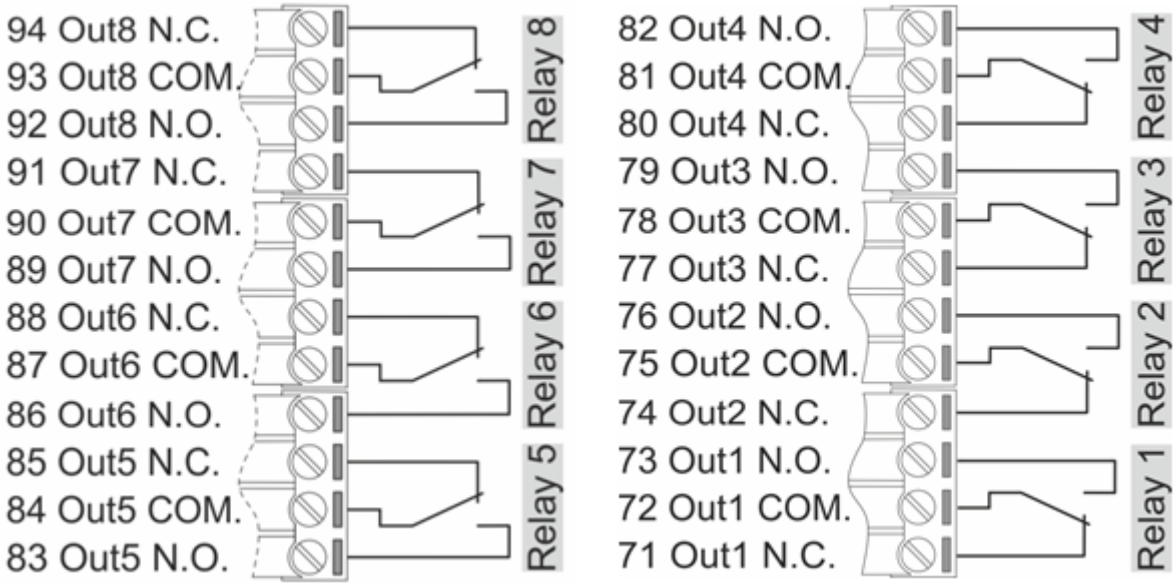 94 Out8 N.C.
93 Out8 COM.
92 Out8 N.O.
91 Out7 N.C.
90 Out7 COM.
89 Out7 N.O.
88 Out6 N.C.
87 Out6 COM.
86 Out6 N.O.
85 Out5 N.C.
84 Out5 COM.
83 Out5 N.O.
Relay 8
Relay 7
Relay 6
Relay 5
82 Out4 N.O.
81 Out4 COM.
80 Out4 N.C.
79 Out3 N.O.
78 Out3 COM.
77 Out3 N.C.
76 Out2 N.O.
75 Out2 COM.
74 Out2 N.C.
73 Out1 N.O.
72 Out1 COM.
71 Out1 N.C.
Relay 4
Relay 3
Relay 2
Relay 1